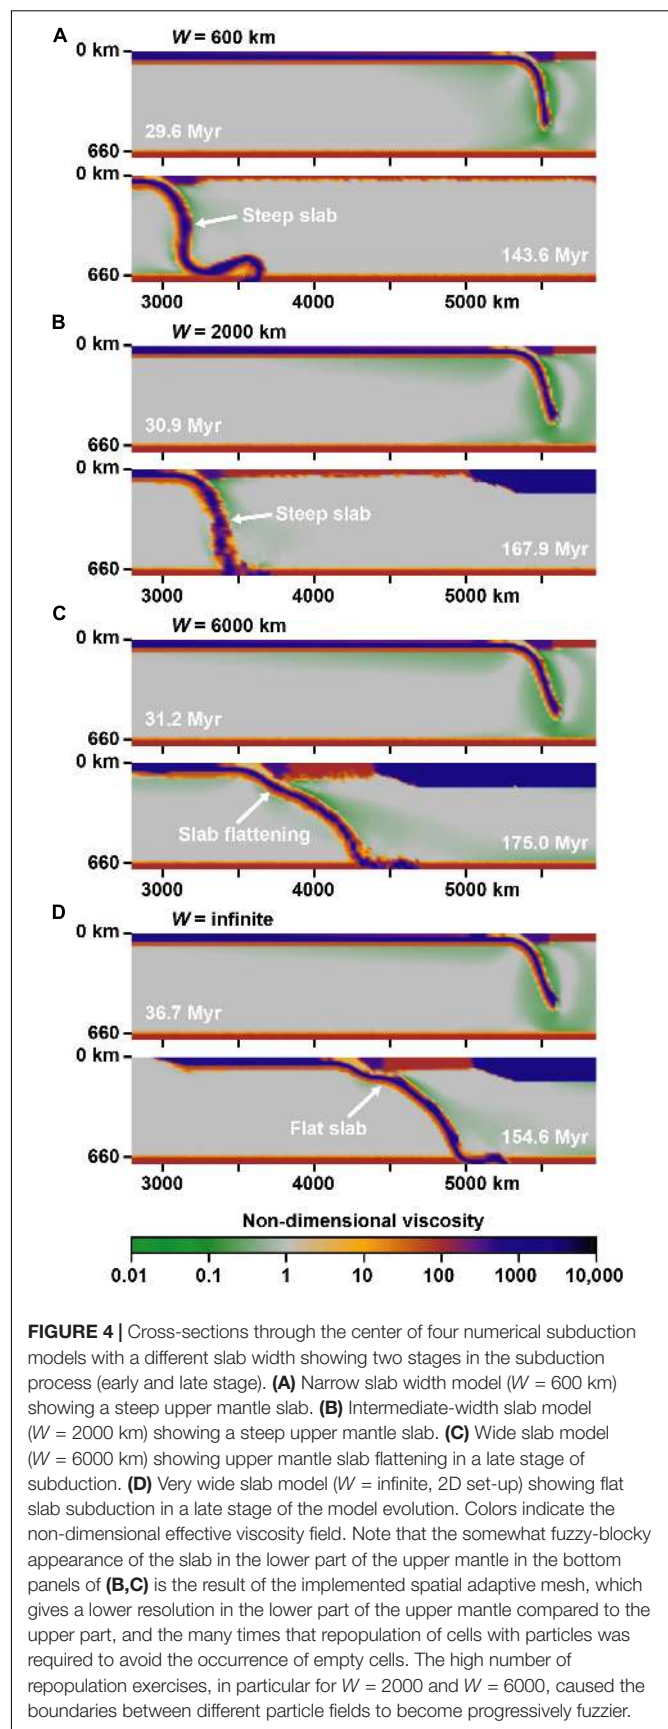 A
W = 600 km
0 km
29.6 Myr
660
0 km
Steep slab
143.6 Myr
660
3000 4000 5000 km
B
W = 2000 km
0 km
30.9 Myr
660
0 km
Steep slab
167.9 Myr
660
3000 4000 5000 km
C
W = 6000 km
0 km
31.2 Myr
660
0 km
Slab flattening
175.0 Myr
660
3000 4000 5000 km
D
W = infinite
0 km
36.7 Myr
660
0 km
Flat slab
154.6 Myr
660
3000 4000 5000 km
Non-dimensional viscosity
0.01 0.1 1 10 100 1000 10,000
FIGURE 4 | Cross-sections through the center of four numerical subduction
models with a different slab width showing two stages in the subduction
process (early and late stage). (A) Narrow slab width model (W = 600 km)
showing a steep upper mantle slab. (B) Intermediate-width slab model
(W = 2000 km) showing a steep upper mantle slab. (C) Wide slab model
(W = 6000 km) showing upper mantle slab flattening in a late stage of
subduction. (D) Very wide slab model (W = infinite, 2D set-up) showing flat
slab subduction in a late stage of the model evolution. Colors indicate the
non-dimensional effective viscosity field. Note that the somewhat fuzzy-blocky
appearance of the slab in the lower part of the upper mantle in the bottom
panels of (B,C) is the result of the implemented spatial adaptive mesh, which
gives a lower resolution in the lower part of the upper mantle compared to the
upper part, and the many times that repopulation of cells with particles was
required to avoid the occurrence of empty cells. The high number of
repopulation exercises, in particular for W = 2000 and W = 6000, caused the
boundaries between different particle fields to become progressively fuzzier.